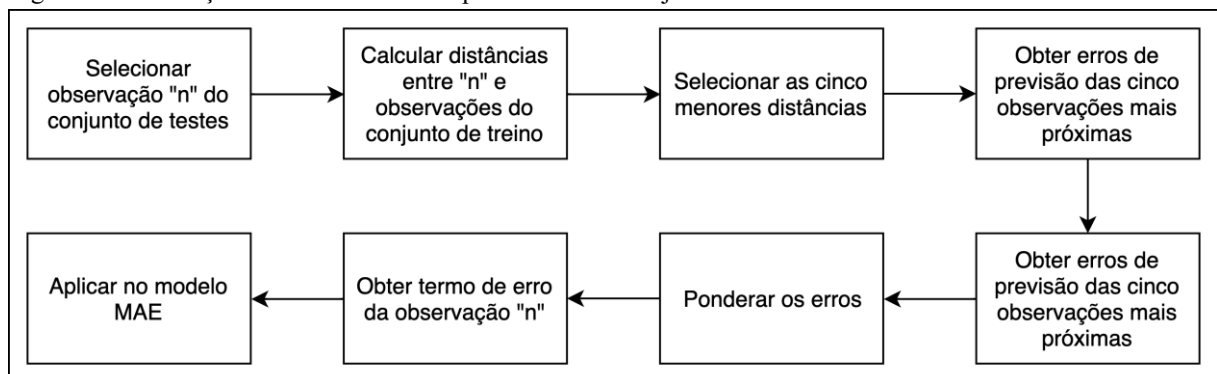 Selecionar
observação "n" do
conjunto de testes
Calcular distâncias
entre "n" e
observações do
conjunto de treino
Selecionar as cinco
menores distâncias
Obter erros de
previsão das cinco
observações mais
próximas
Obter erros de
previsão das cinco
observações mais
próximas
Ponderar os erros
Obter termo de erro
da observação "n"
Aplicar no modelo
MAE